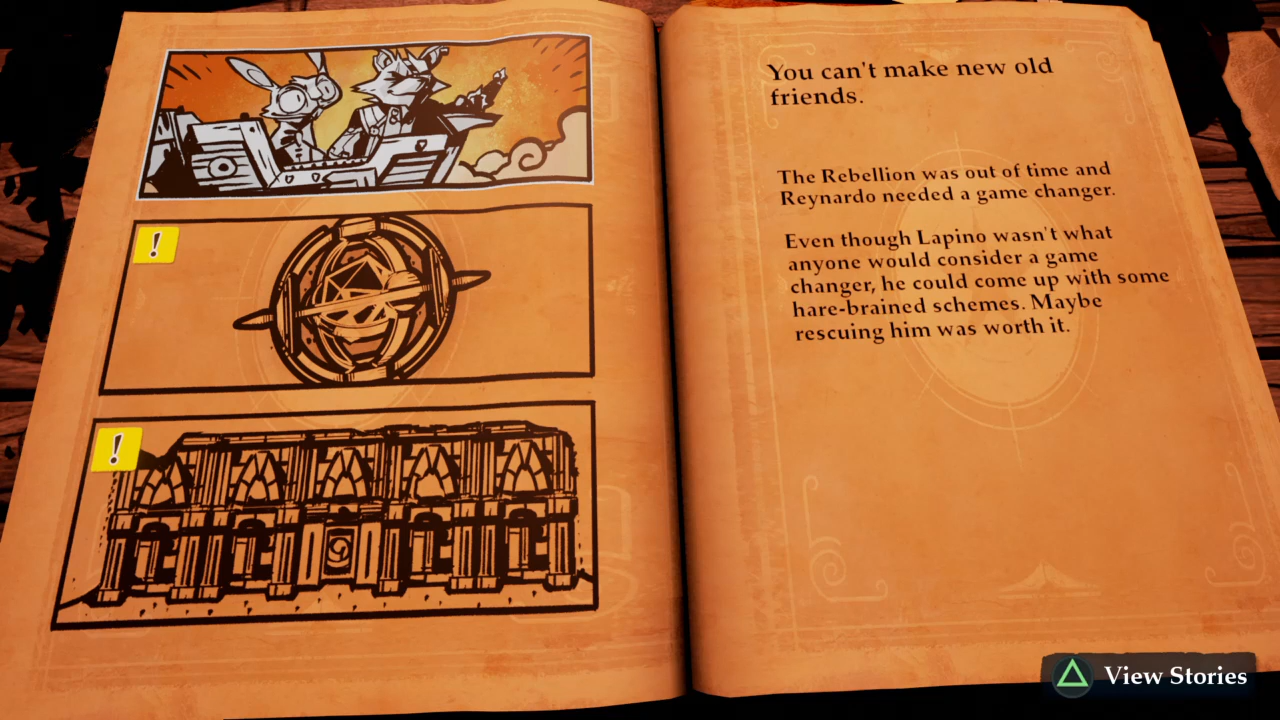 !
!
You can't make new old
friends.
The Rebellion was out of time and
Reynardo needed a game changer.
Even though Lapino wasn't what
anyone would consider a game
changer, he could come up with some
hare-brained schemes. Maybe
rescuing him was worth it.
View Stories